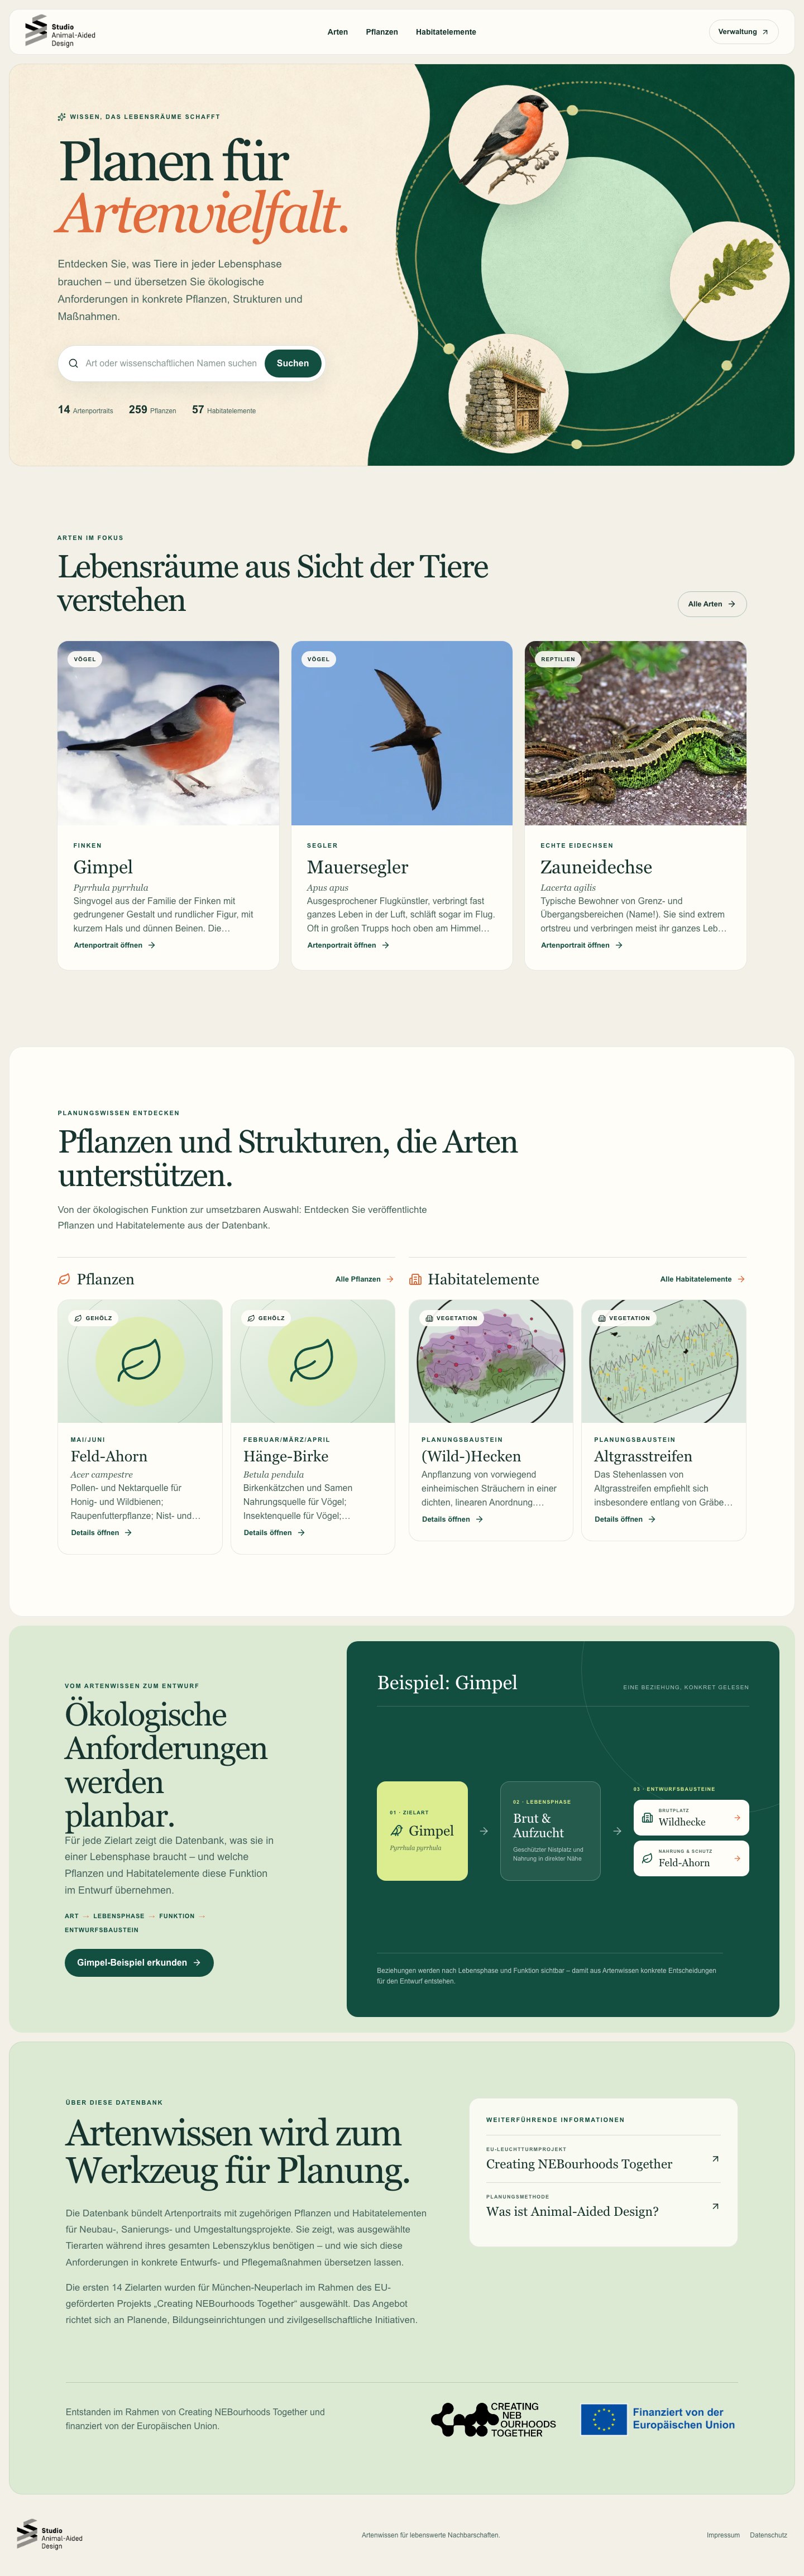 Studio
Animal-Aided
Design
Arten
Pflanzen
Habitatelemente
Verwaltung
WISSEN, DAS LEBENSRÄUME SCHAFFT
Planen für
Artenvielfalt.
Entdecken Sie, was Tiere in jeder Lebensphase
brauchen – und übersetzen Sie ökologische
Anforderungen in konkrete Pflanzen, Strukturen und
Maßnahmen.
Art oder wissenschaftlichen Namen suchen
Suchen
14 Artenportraits
259 Pflanzen
57 Habitatelemente
ARTEN IM FOKUS
Lebensräume aus Sicht der Tiere
verstehen
Alle Arten
VÖGEL
FINKEN
Gimpel
Pyrrhula pyrrhula
Singvogel aus der Familie der Finken mit
gedrungener Gestalt und rundlicher Figur, mit
kurzem Hals und dünnen Beinen. Die…
Artenportrait öffnen
VÖGEL
SEGLER
Mauersegler
Apus apus
Ausgesprochener Flugkünstler, verbringt fast
ganzes Leben in der Luft, schläft sogar im Flug.
Oft in großen Trupps hoch oben am Himmel…
Artenportrait öffnen
REPTILIEN
ECHTE EIDECHSEN
Zauneidechse
Lacerta agilis
Typische Bewohner von Grenz- und
Übergangsbereichen (Name!). Sie sind extrem
ortstreu und verbringen meist ihr ganzes Leb…
Artenportrait öffnen
PLANUNGSWISSEN ENTDECKEN
Pflanzen und Strukturen, die Arten
unterstützen.
Von der ökologischen Funktion zur umsetzbaren Auswahl: Entdecken Sie veröffentlichte
Pflanzen und Habitatelemente aus der Datenbank.
Pflanzen
Alle Pflanzen
GEHÖLZ
MAI/JUNI
Feld-Ahorn
Acer campestre
Pollen- und Nektarquelle für
Honig- und Wildbienen;
Raupenfutterpflanze; Nist- und…
Details öffnen
GEHÖLZ
FEBRUAR/MÄRZ/APRIL
Hänge-Birke
Betula pendula
Birkenkätzchen und Samen
Nahrungsquelle für Vögel;
Insektenquelle für Vögel;…
Details öffnen
Habitatelemente
Alle Habitatelemente
VEGETATION
PLANUNGSBAUSTEIN
(Wild-)Hecken
Anpflanzung von vorwiegend
einheimischen Sträuchern in einer
dichten, linearen Anordnung.…
Details öffnen
VEGETATION
PLANUNGSBAUSTEIN
Altgrasstreifen
Das Stehenlassen von
Altgrasstreifen empfiehlt sich
insbesondere entlang von Gräbe…
Details öffnen
VOM ARTENWISSEN ZUM ENTWURF
Ökologische
Anforderungen
werden
planbar.
Für jede Zielart zeigt die Datenbank, was sie in
einer Lebensphase braucht – und welche
Pflanzen und Habitatelemente diese Funktion
im Entwurf übernehmen.
ART → LEBENSPHASE → FUNKTION →
ENTWURFSBAUSTEIN
Gimpel-Beispiel erkunden
Beispiel: Gimpel
EINE BEZIEHUNG, KONKRET GELESEN
01 · ZIELART
Gimpel
Pyrrhula pyrrhula
02 · LEBENSPHASE
Brut &
Aufzucht
Geschützter Nistplatz und
Nahrung in direkter Nähe
03 · ENTWURFSBAUSTEINE
BRUTPLATZ
Wildhecke
NAHRUNG & SCHUTZ
Feld-Ahorn
Beziehungen werden nach Lebensphase und Funktion sichtbar – damit aus Artenwissen konkrete Entscheidungen
für den Entwurf entstehen.
ÜBER DIESE DATENBANK
Artenwissen wird zum
Werkzeug für Planung.
Die Datenbank bündelt Artenportraits mit zugehörigen Pflanzen und Habitatelementen
für Neubau-, Sanierungs- und Umgestaltungsprojekte. Sie zeigt, was ausgewählte
Tierarten während ihres gesamten Lebenszyklus benötigen – und wie sich diese
Anforderungen in konkrete Entwurfs- und Pflegemaßnahmen übersetzen lassen.
Die ersten 14 Zielarten wurden für München-Neuperlach im Rahmen des EU-
geförderten Projekts „Creating NEBourhoods Together“ ausgewählt. Das Angebot
richtet sich an Planende, Bildungseinrichtungen und zivilgesellschaftliche Initiativen.
WEITERFÜHRENDE INFORMATIONEN
EU-LEUCHTTURMPROJEKT
Creating NEBourhoods Together
PLANUNGSMETHODE
Was ist Animal-Aided Design?
Entstanden im Rahmen von Creating NEBourhoods Together und
finanziert von der Europäischen Union.
CREATING
NEB
OURHOODS
TOGETHER
Finanziert von der
Europäischen Union
Studio
Animal-Aided
Design
Artenwissen für lebenswerte Nachbarschaften.
Impressum
Datenschutz